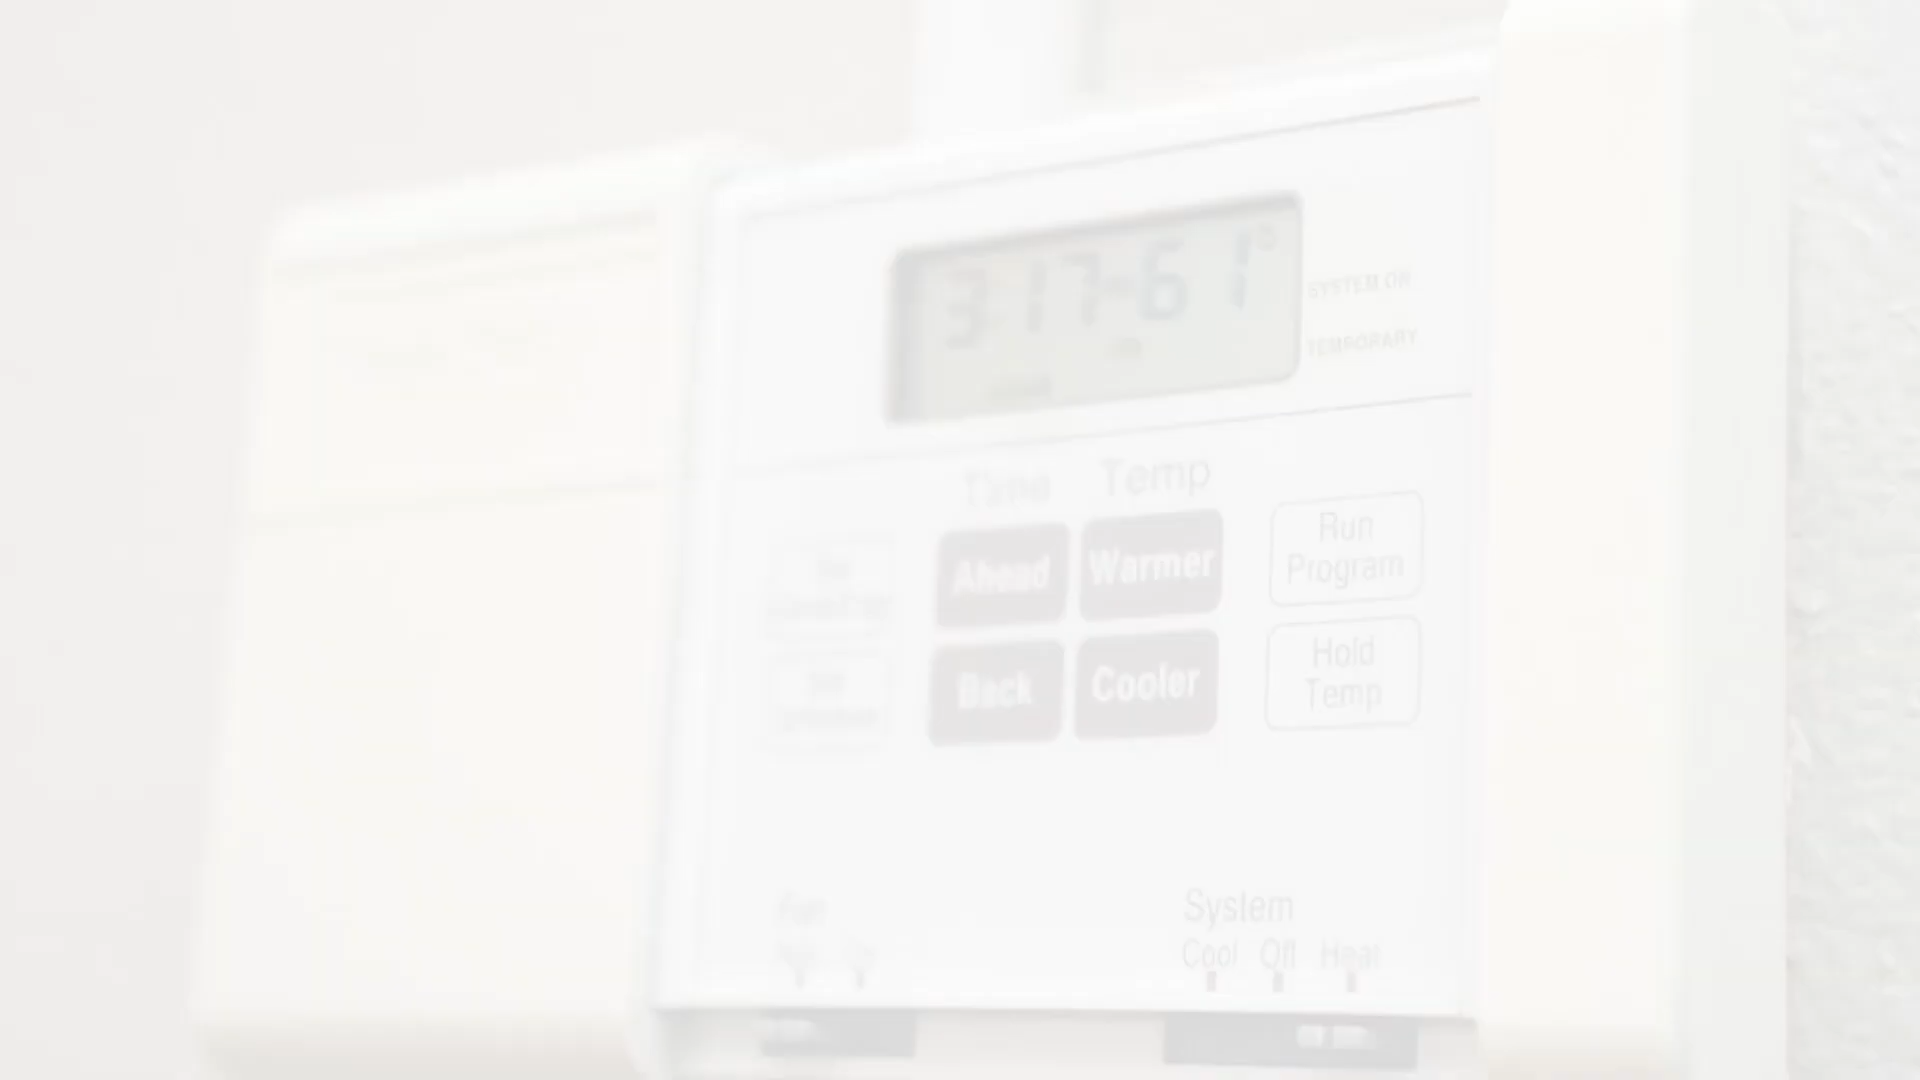 3 17 61°
SYSTEM ON
TEMPORARY
Time Temp
Ahead Warmer
Run
Program
Back Cooler
Hold
Temp
Fan
System
Cool Off Heat